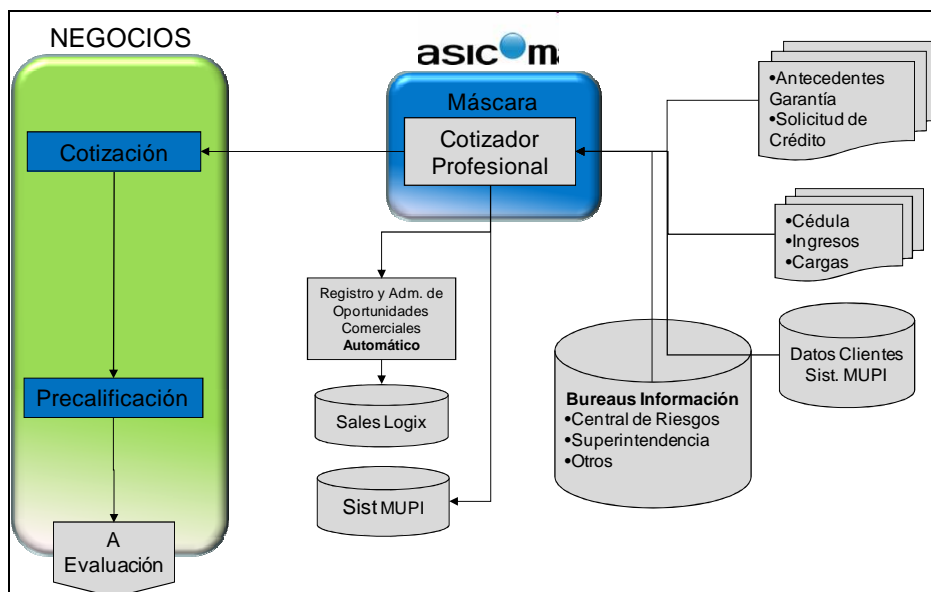 NEGOCIOS
Cotización
Precalificación
A
Evaluación
asicom
Máscara
Cotizador
Profesional
Registro y Adm. de
Oportunidades
Comerciales
Automático
Sales Logix
Sist MUPI
•Antecedentes
Garantía
•Solicitud de
Crédito
•Cédula
•Ingresos
•Cargas
Datos Clientes
Sist. MUPI
Bureaus Información
•Central de Riesgos
•Superintendencia
•Otros